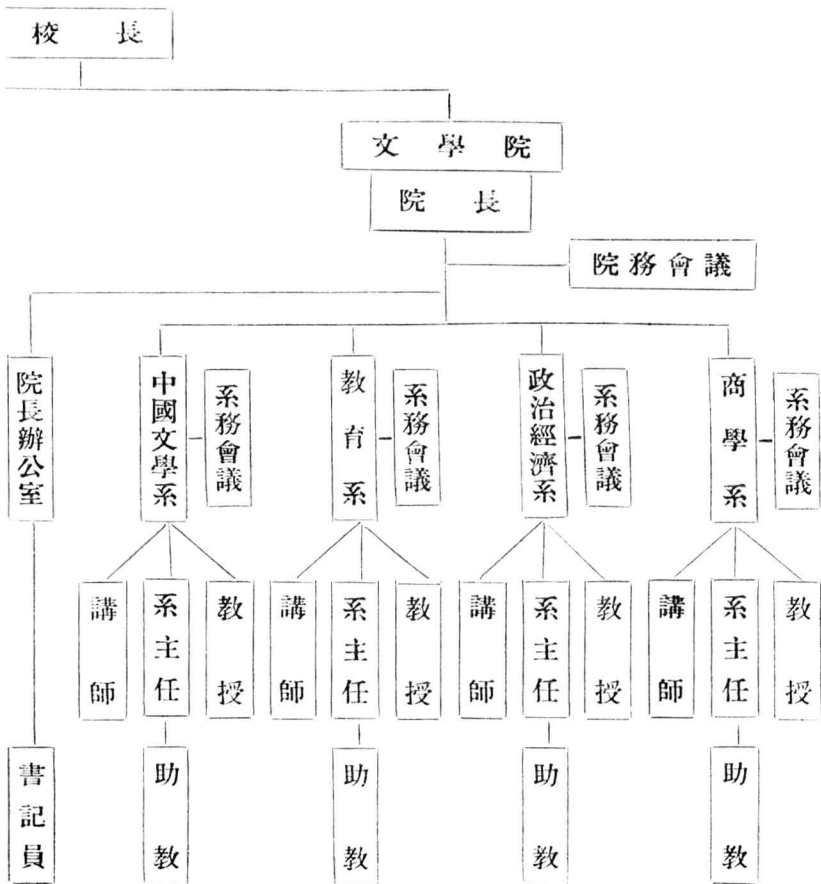 校長
文學院
院長
院務會議
院長辦公室
中國文學系
系務會議
教育系
系務會議
政治經濟系
系務會議
商學系
系務會議
講師
系主任
教授
講師
系主任
教授
講師
系主任
教授
講師
系主任
教授
書記員
助教
助教
助教
助教